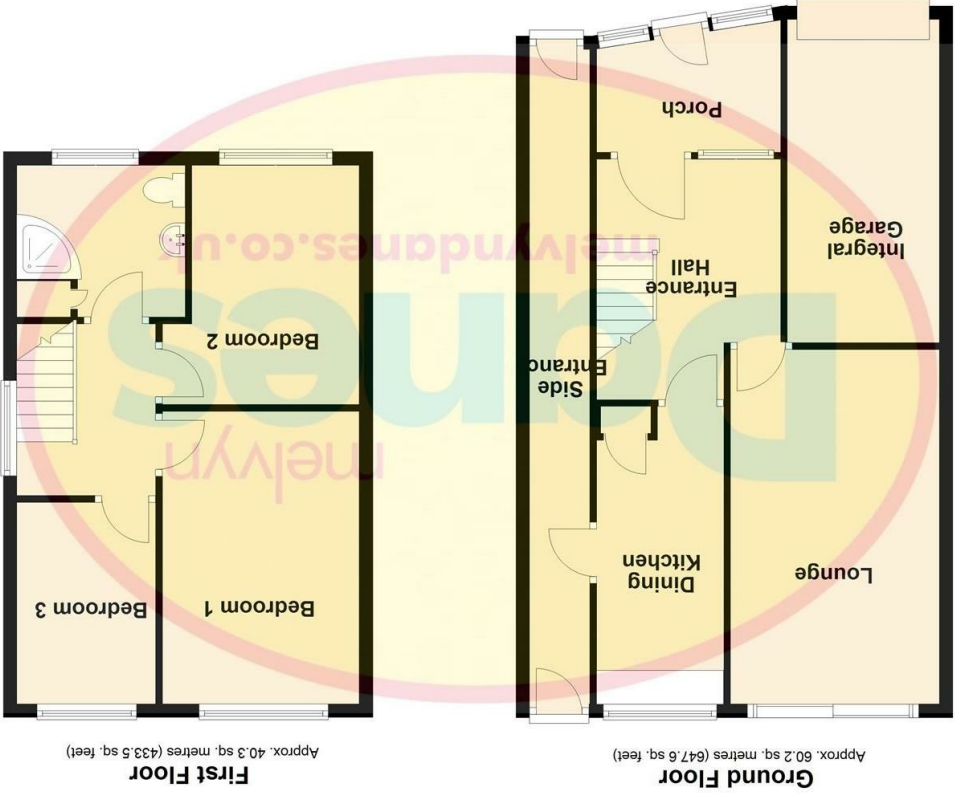 Ground Floor
Approx. 60.2 sq. metres (647.6 sq. feet)
Lounge
Dining
Kitchen
Side
Entranc
Entrance
Hall
Integral
Garage
Porch
First Floor
Approx. 40.3 sq. metres (433.5 sq. feet)
Bedroom 1
Bedroom 3
Bedroom 2
melvyn
Danes
melvyndanes.co.uk